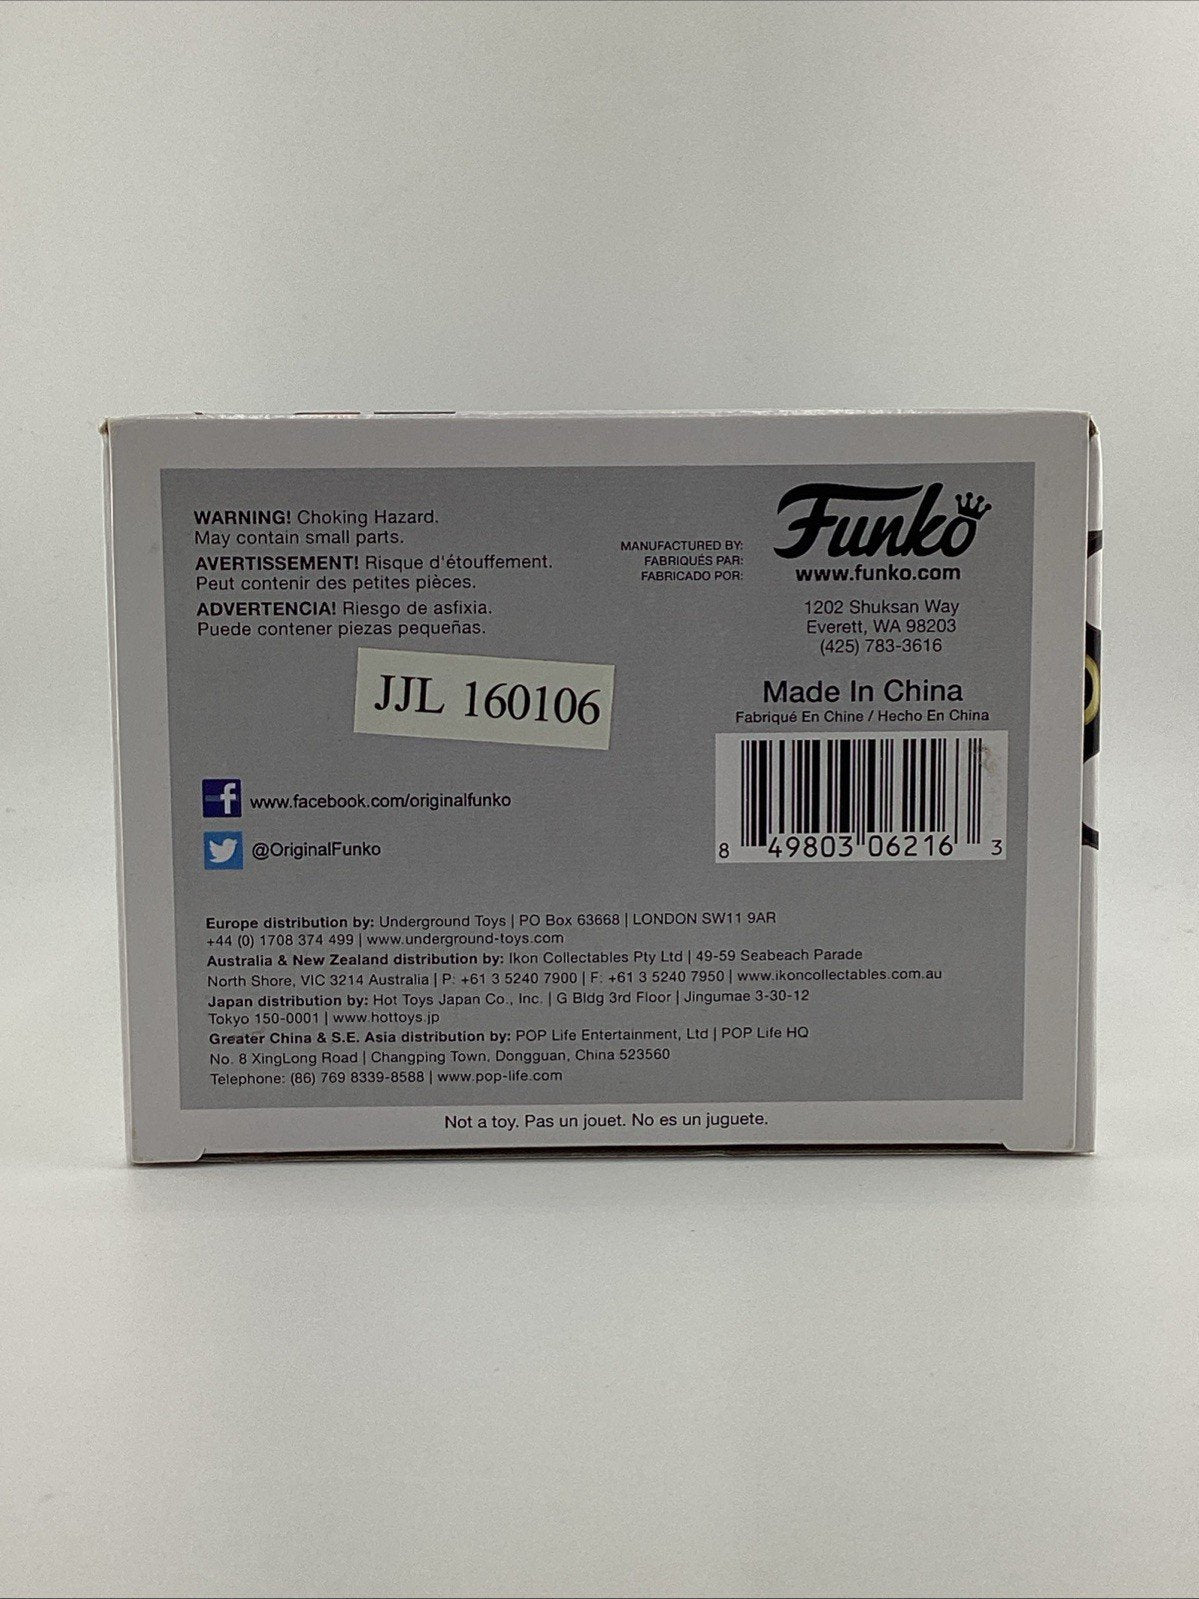 WARNING! Choking Hazard.
May contain small parts.
AVERTISSEMENT! Risque d'étouffement.
Peut contenir des petites pièces.
ADVERTENCIA! Riesgo de asfixia.
Puede contener piezas pequeñas.
MANUFACTURED BY:
FABRIQUÉS PAR:
FABRICADO POR:
Funko
www.funko.com
1202 Shuksan Way
Everett, WA 98203
(425) 783-3616
JJL 160106
Made In China
Fabriqué En Chine / Hecho En China
8 49803 06216 3
f www.facebook.com/originalfunko
@OriginalFunko
Europe distribution by: Underground Toys | PO Box 63668 | LONDON SW11 9AR
+44 (0) 1708 374 499 | www.underground-toys.com
Australia & New Zealand distribution by: Ikon Collectables Pty Ltd | 49-59 Seabeach Parade
North Shore, VIC 3214 Australia | P: +61 3 5240 7900 | F: +61 3 5240 7950 | www.ikoncollectables.com.au
Japan distribution by: Hot Toys Japan Co., Inc. | G Bldg 3rd Floor | Jingumae 3-30-12
Tokyo 150-0001 | www.hottoys.jp
Greater China & S.E. Asia distribution by: POP Life Entertainment, Ltd | POP Life HQ
No. 8 XingLong Road | Changping Town, Dongguan, China 523560
Telephone: (86) 769 8339-8588 | www.pop-life.com
Not a toy. Pas un jouet. No es un juguete.